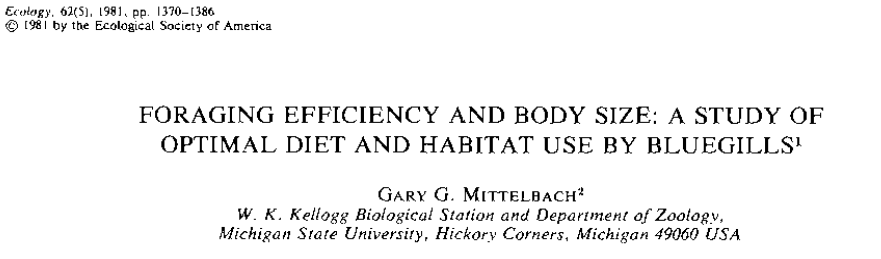 Ecology, 62(5), 1981, pp. 1370–1386
© 1981 by the Ecological Society of America
FORAGING EFFICIENCY AND BODY SIZE: A STUDY OF
OPTIMAL DIET AND HABITAT USE BY BLUEGILLS¹
GARY G. MITTELBACH²
W. K. Kellogg Biological Station and Department of Zoology,
Michigan State University, Hickory Corners, Michigan 49060 USA